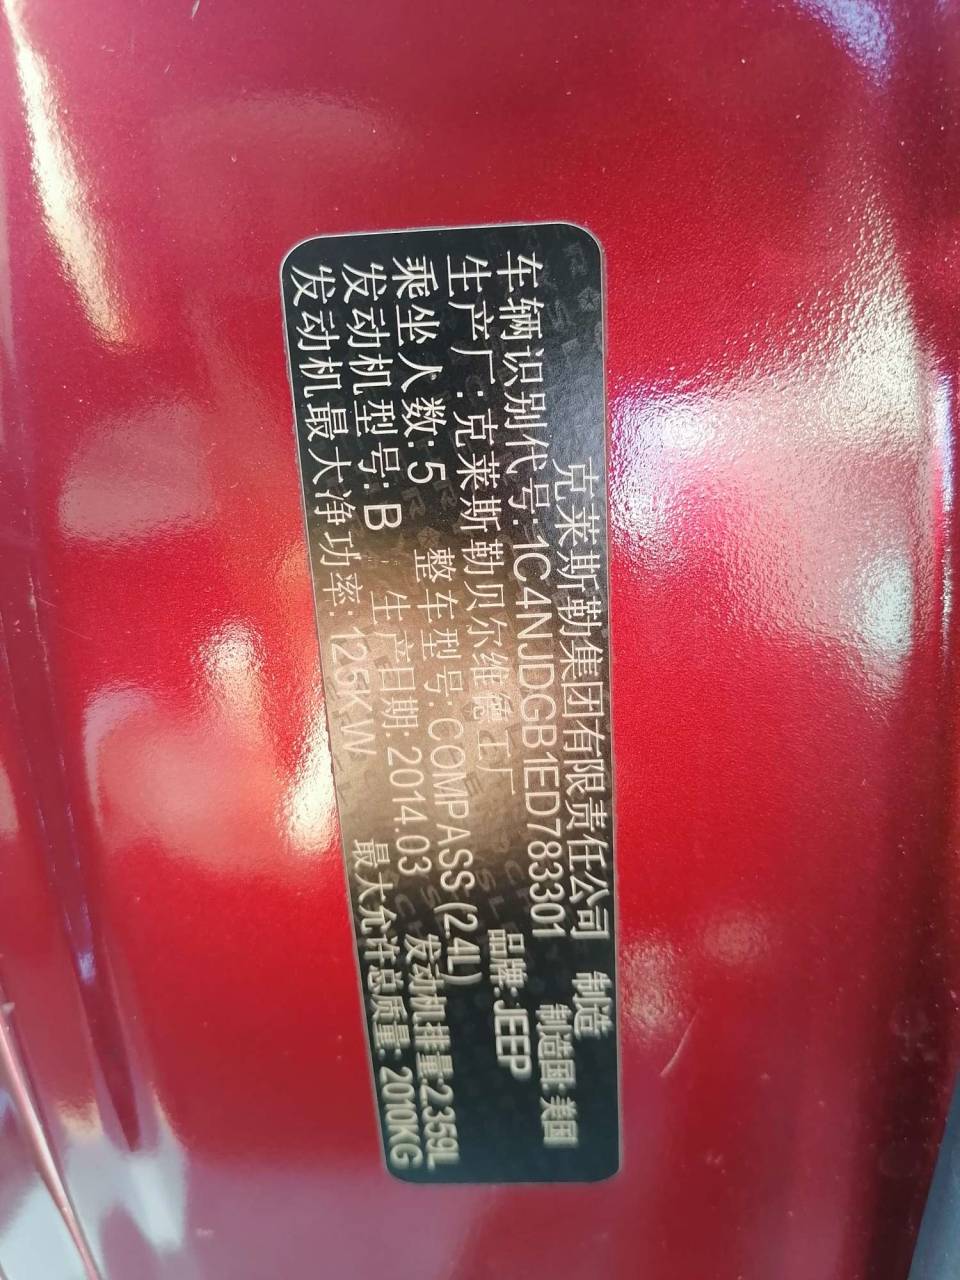 克莱斯勒集团有限责任公司 制造
车辆识别代号:1C4NJDGB1ED783301 制造国:美国
生产厂:克莱斯勒贝尔维德工厂 品牌:JEEP
乘坐人数:5 整车型号:COMPASS(2.4L)
发动机型号:B 生产日期:2014.03 发动机排量:2.359L
发动机最大净功率:125KW 最大允许总质量:2010KG